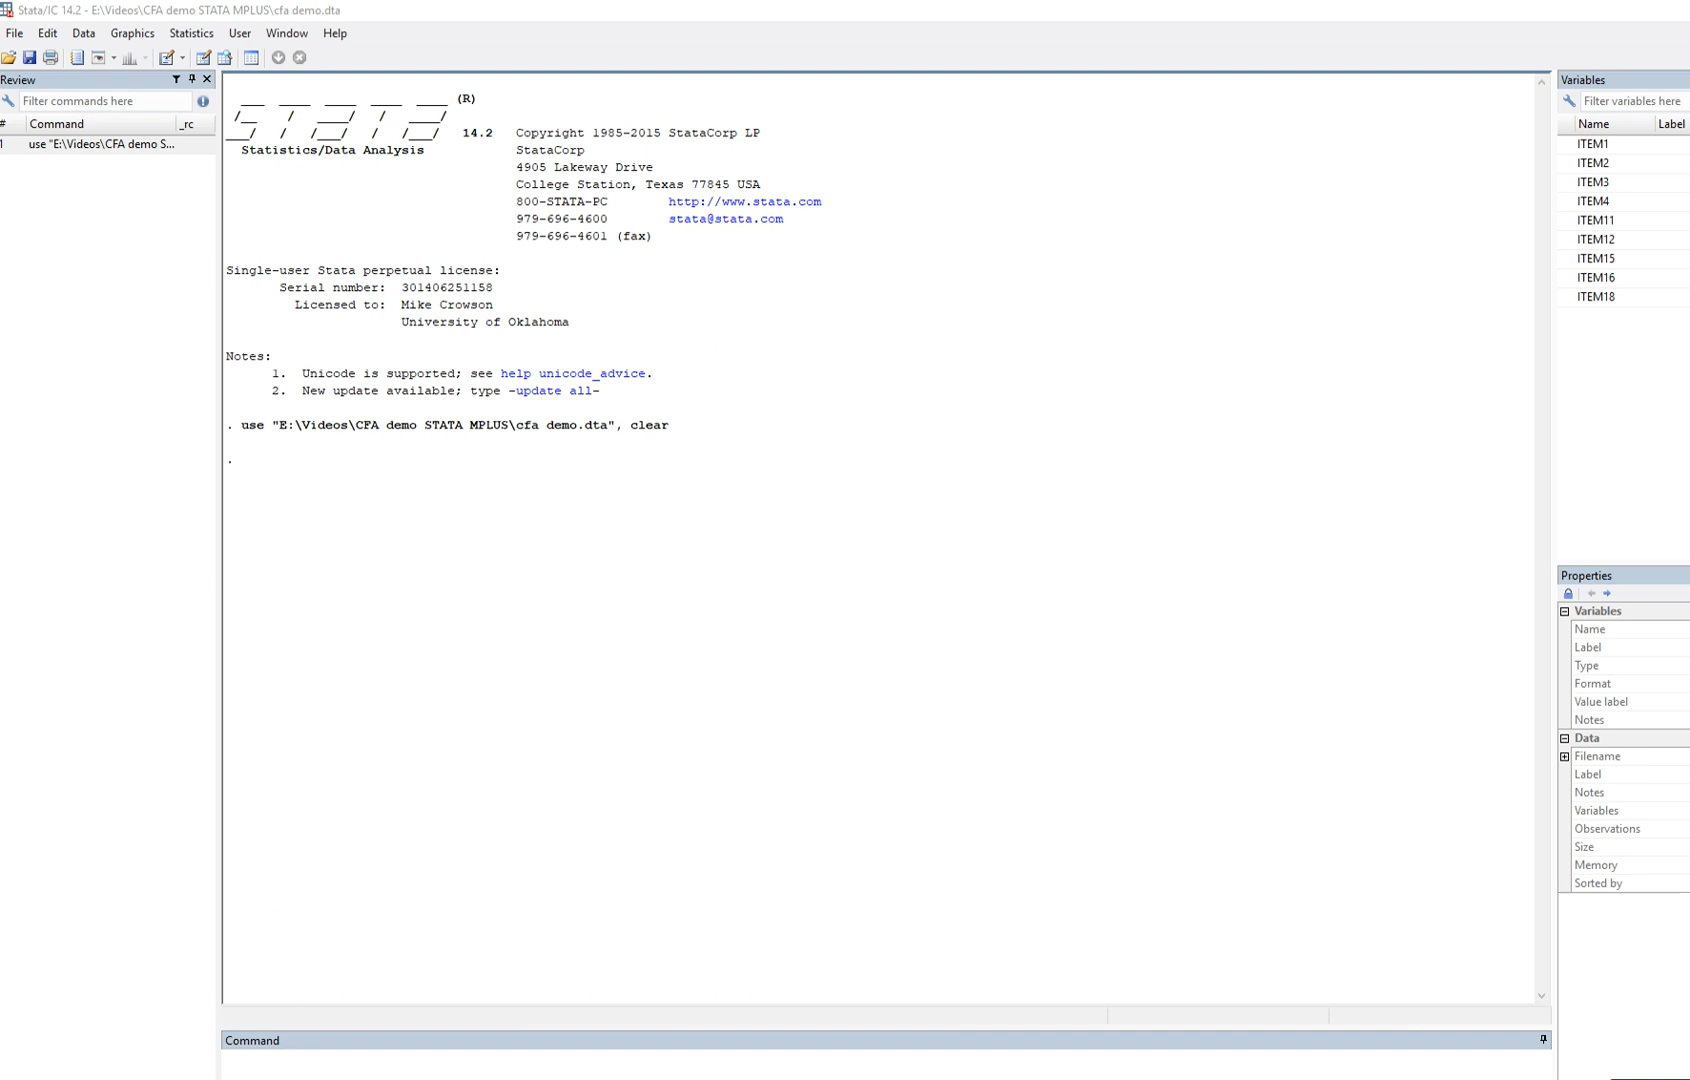 Stata/IC 14.2 - E:\Videos\CFA demo STATA MPLUS\cfa demo.dta
File Edit Data Graphics Statistics User Window Help
Review
Filter commands here
# Command _rc
1 use "E:\Videos\CFA demo S...
(R)
14.2 Copyright 1985-2015 StataCorp LP
Statistics/Data Analysis StataCorp
4905 Lakeway Drive
College Station, Texas 77845 USA
800-STATA-PC http://www.stata.com
979-696-4600 stata@stata.com
979-696-4601 (fax)
Single-user Stata perpetual license:
Serial number: 301406251158
Licensed to: Mike Crowson
University of Oklahoma
Notes:
1. Unicode is supported; see help unicode_advice.
2. New update available; type -update all-
. use "E:\Videos\CFA demo STATA MPLUS\cfa demo.dta", clear
.
Command
Variables
Filter variables here
Name Label
ITEM1
ITEM2
ITEM3
ITEM4
ITEM11
ITEM12
ITEM15
ITEM16
ITEM18
Properties
Variables
Name
Label
Type
Format
Value label
Notes
Data
Filename
Label
Notes
Variables
Observations
Size
Memory
Sorted by